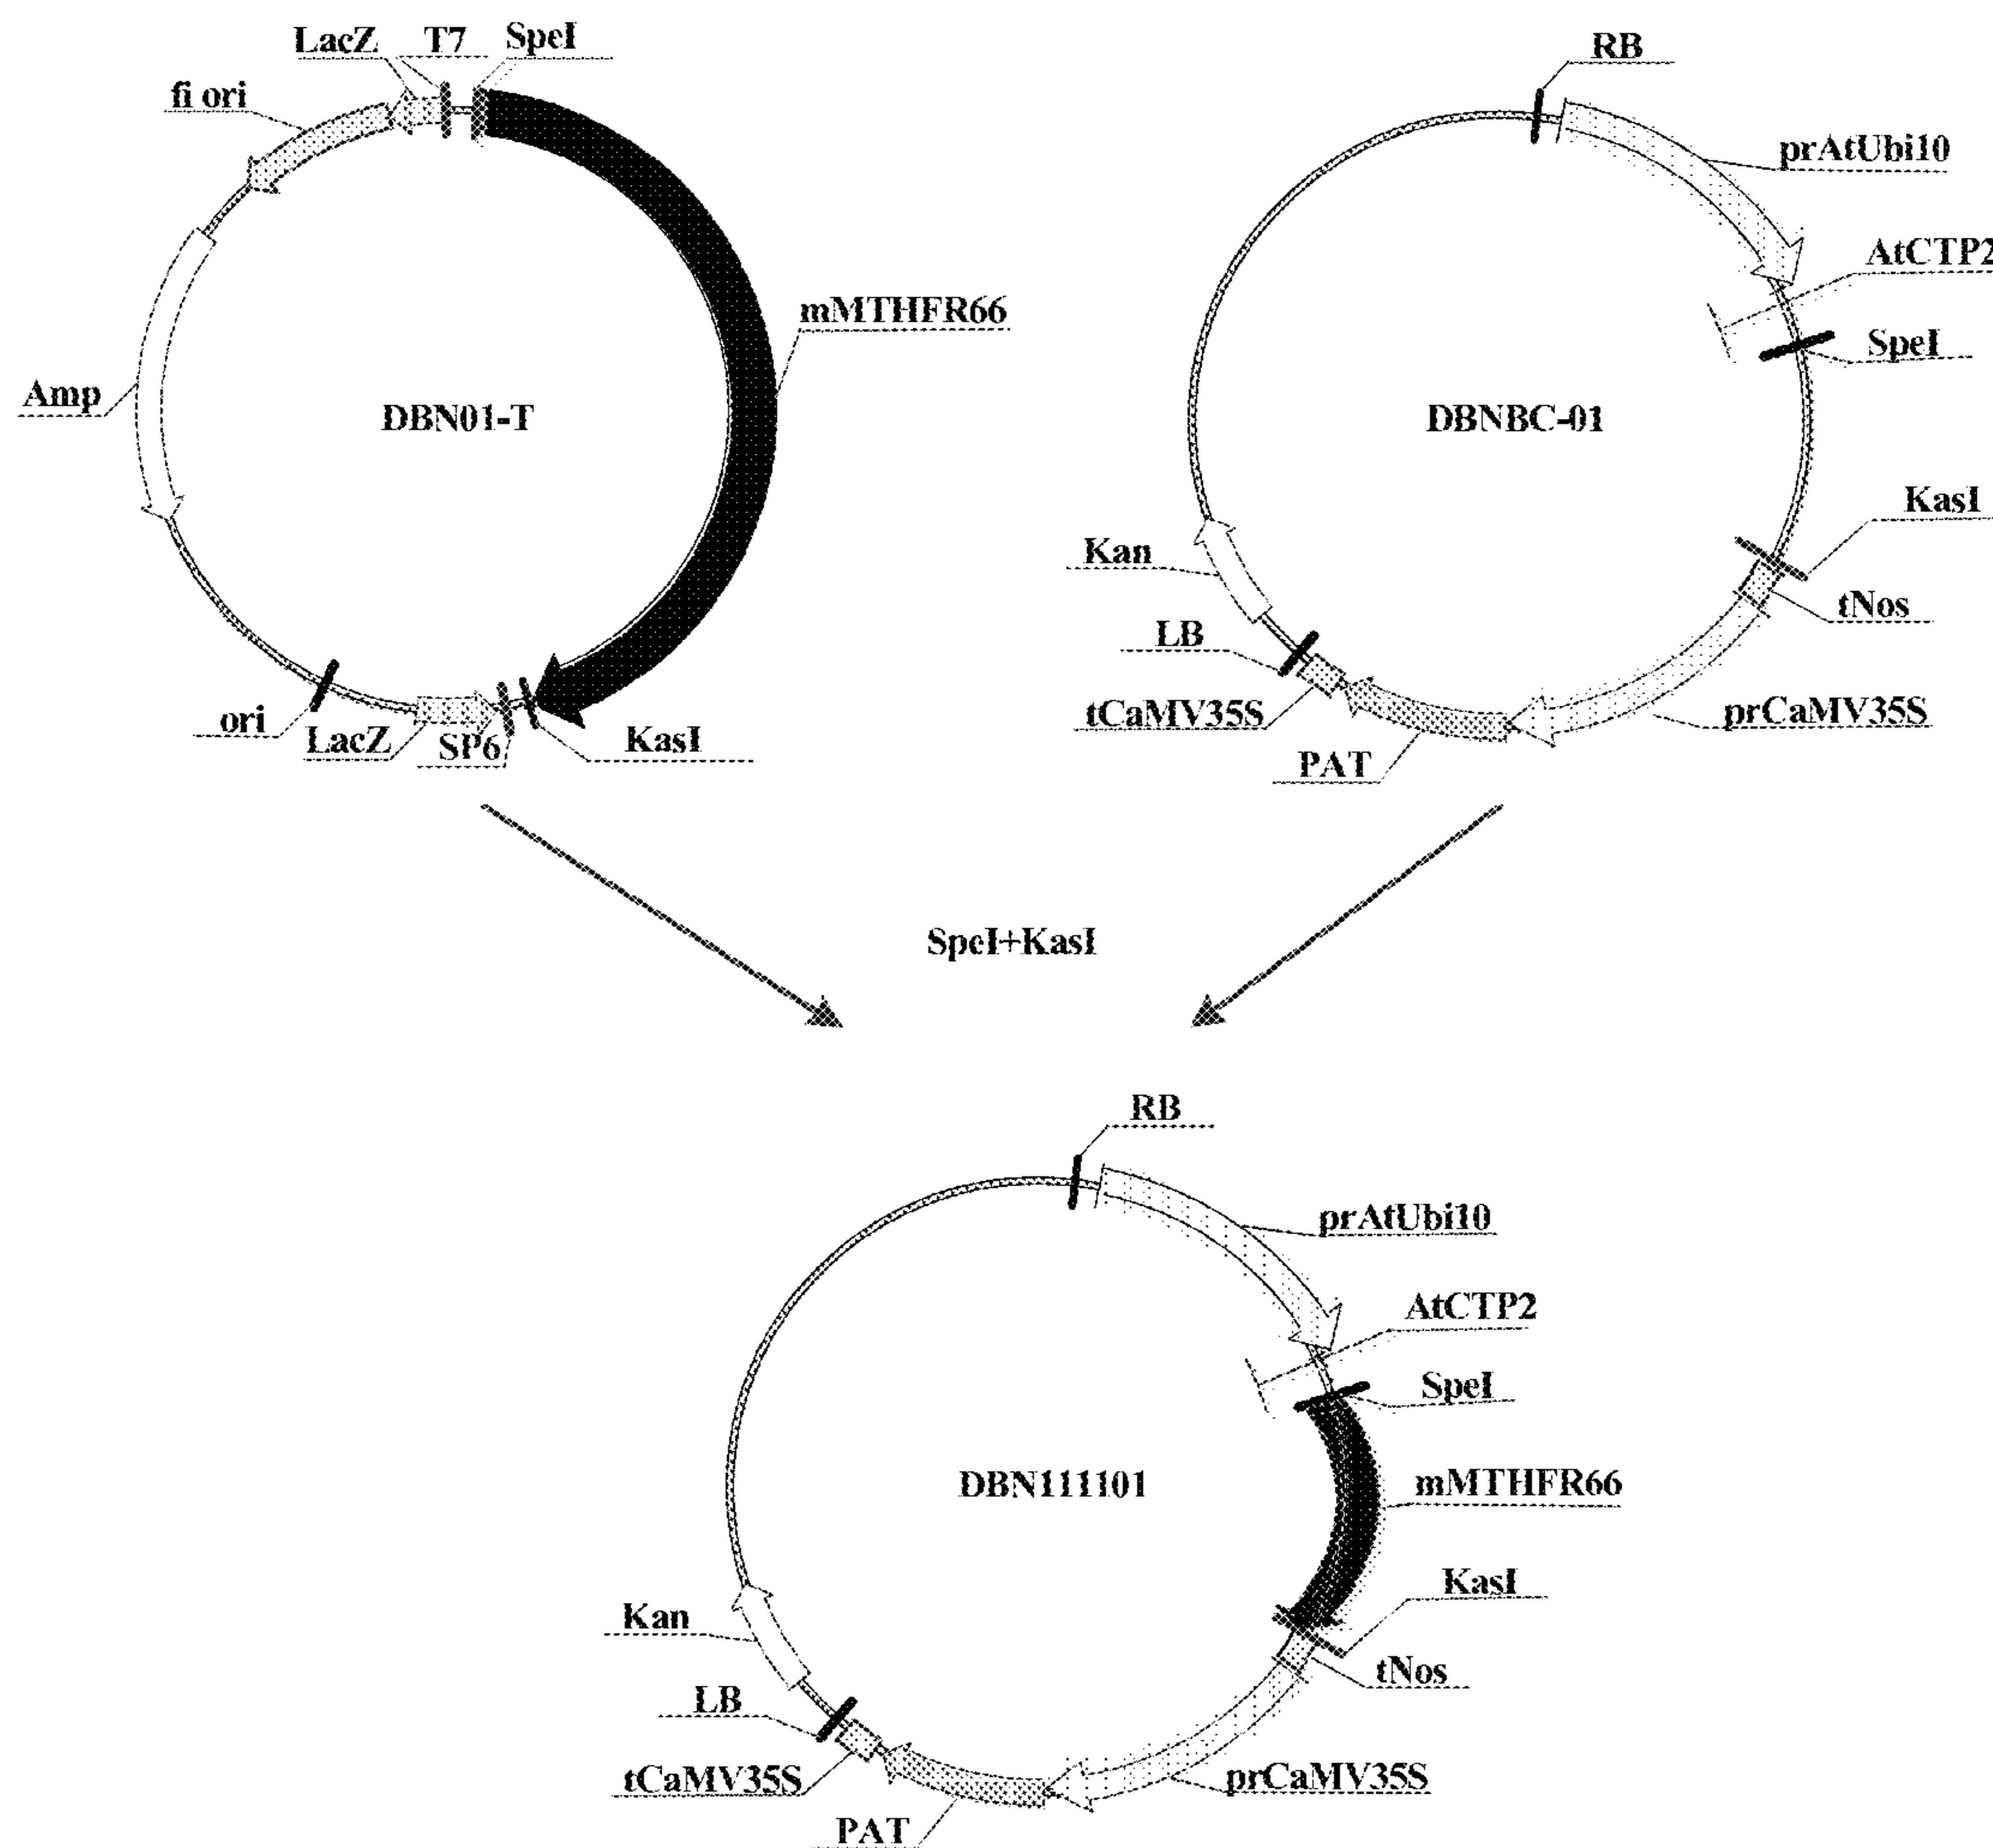 LacZ
T7
SpeI
fi ori
mMTHFR66
Amp
DBN01-T
ori
LacZ
SP6
KasI
RB
prAtUbi10
AtCTP2
SpeI
DBNBC-01
KasI
Kan
tNos
LB
tCaMV35S
prCaMV35S
PAT
SpeI+KasI
RB
prAtUbi10
AtCTP2
SpeI
DBN111101
mMTHFR66
KasI
Kan
tNos
LB
tCaMV35S
prCaMV35S
PAT